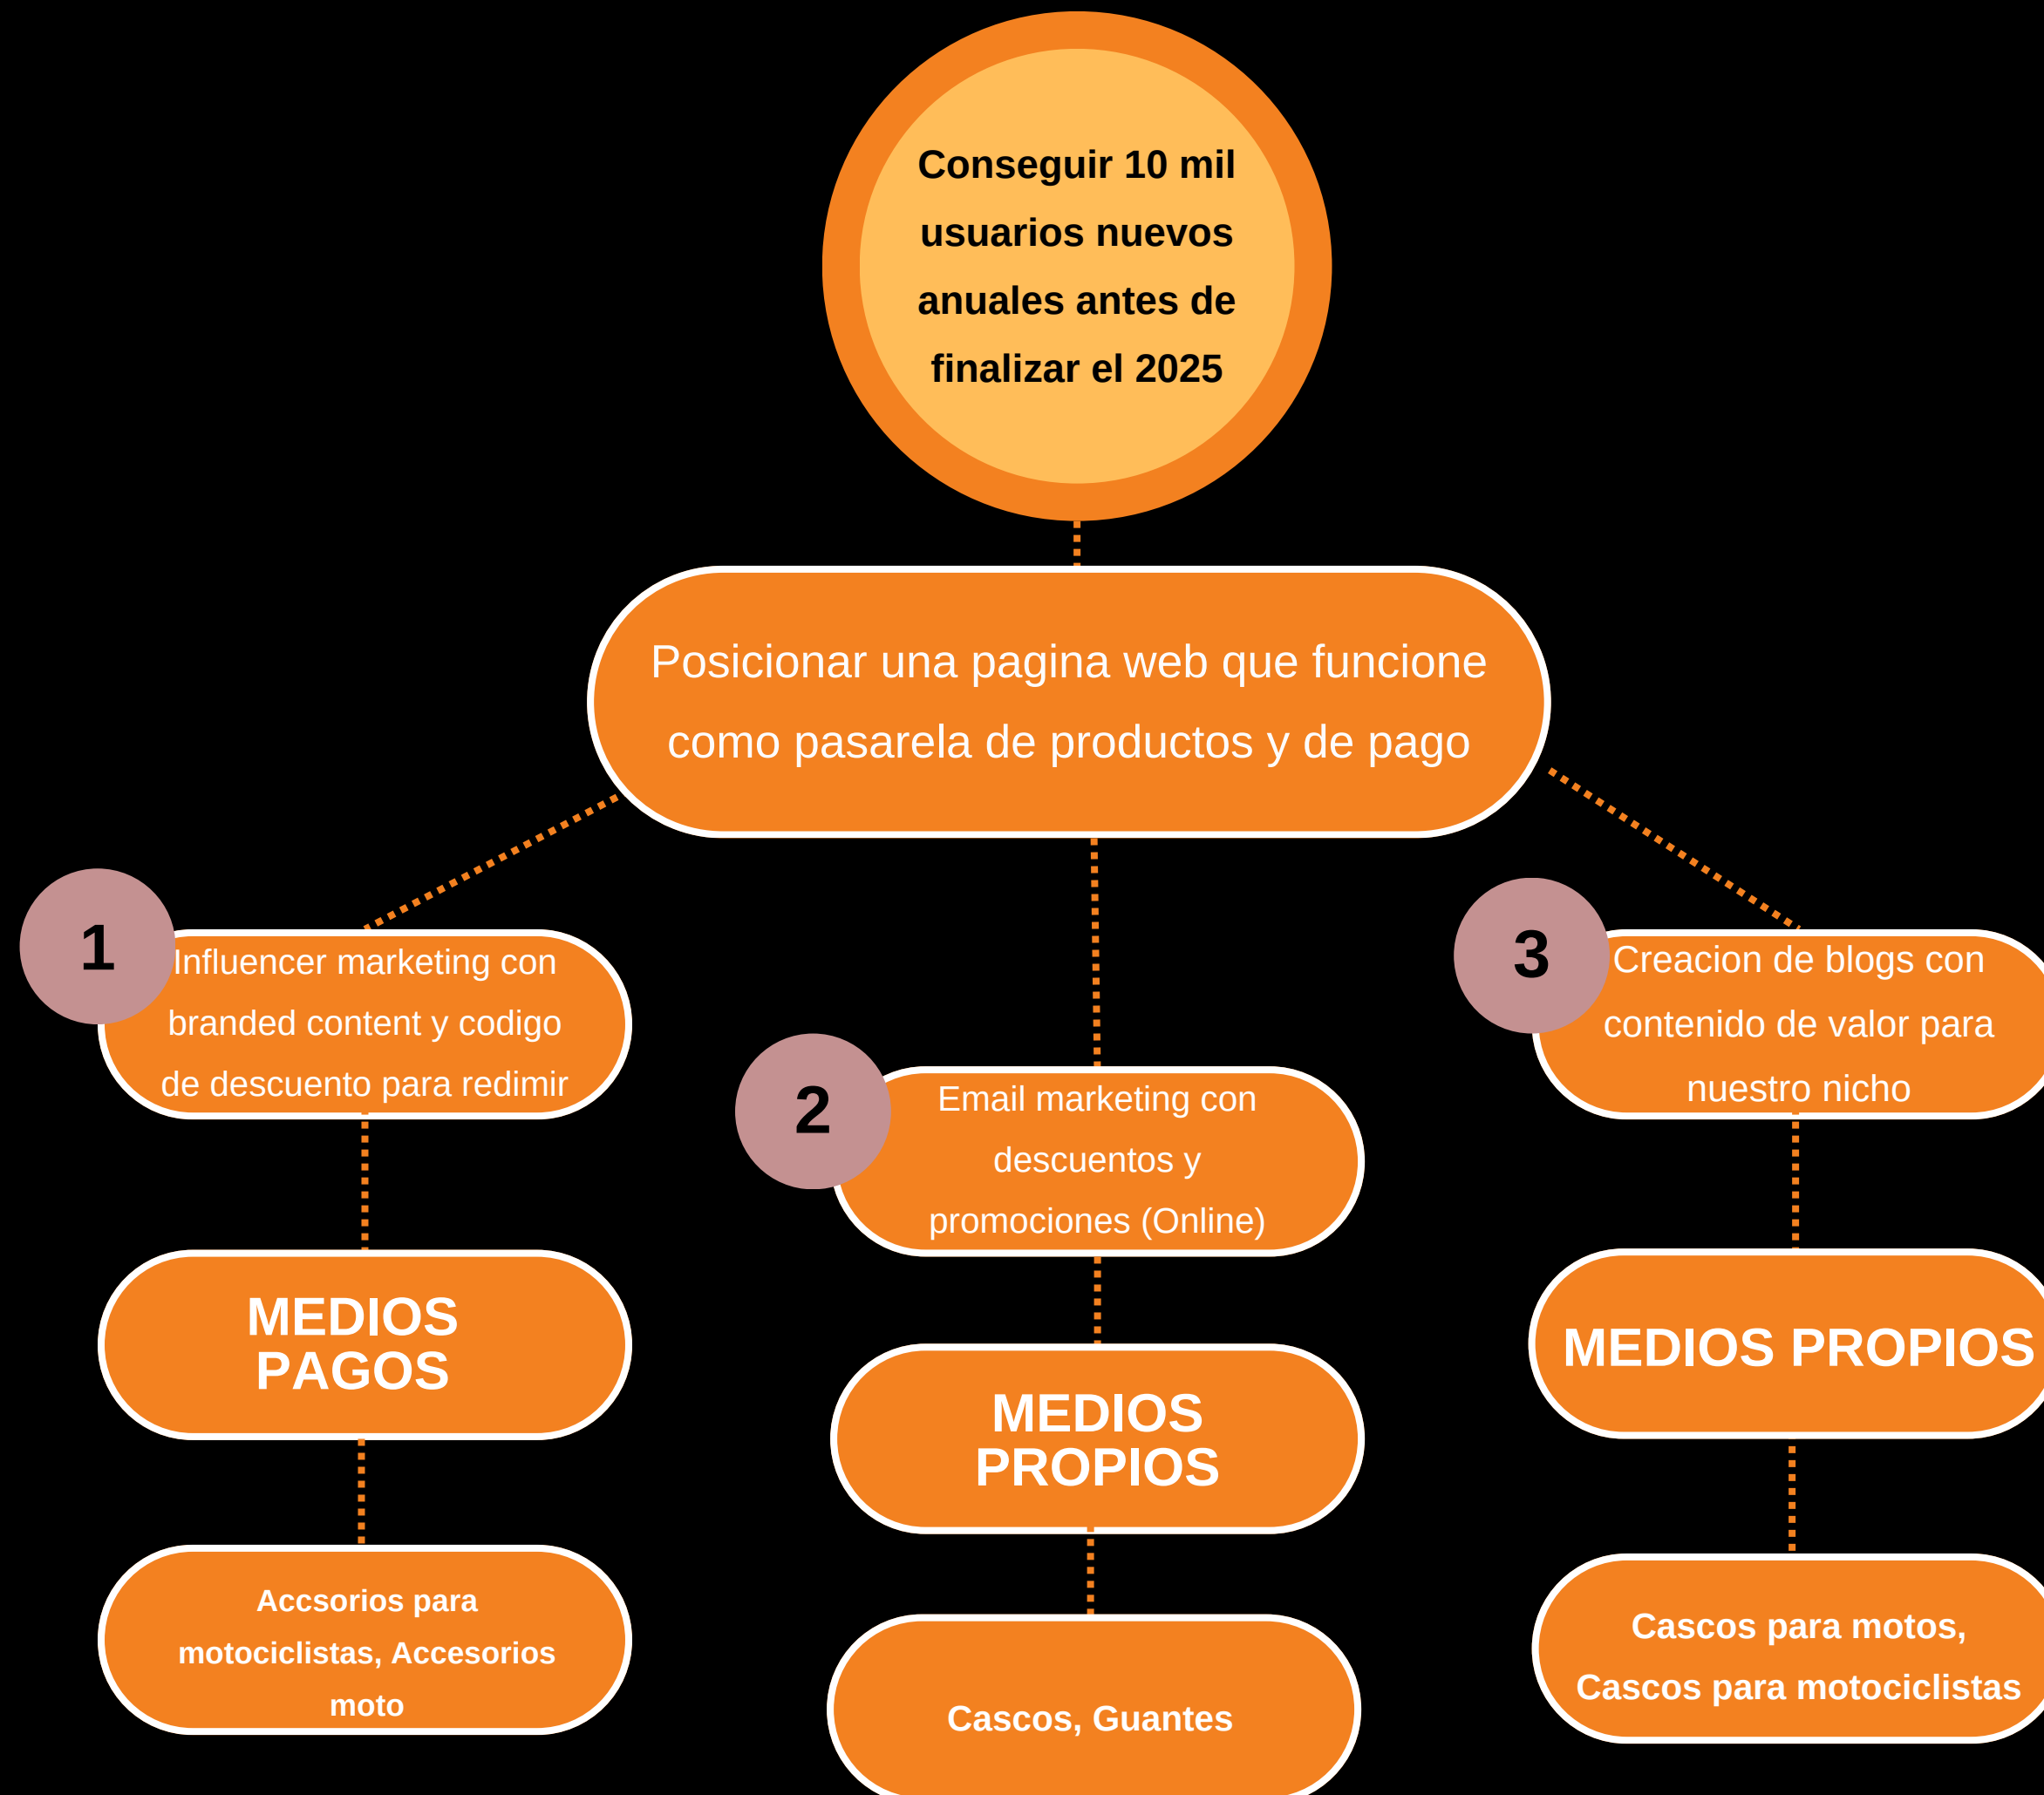 Conseguir 10 mil
usuarios nuevos
anuales antes de
finalizar el 2025
Posicionar una pagina web que funcione
como pasarela de productos y de pago
1
Influencer marketing con
branded content y codigo
de descuento para redimir
MEDIOS
PAGOS
Accsorios para
motociclistas, Accesorios
moto
2
Email marketing con
descuentos y
promociones (Online)
MEDIOS
PROPIOS
Cascos, Guantes
3
Creacion de blogs con
contenido de valor para
nuestro nicho
MEDIOS PROPIOS
Cascos para motos,
Cascos para motociclistas